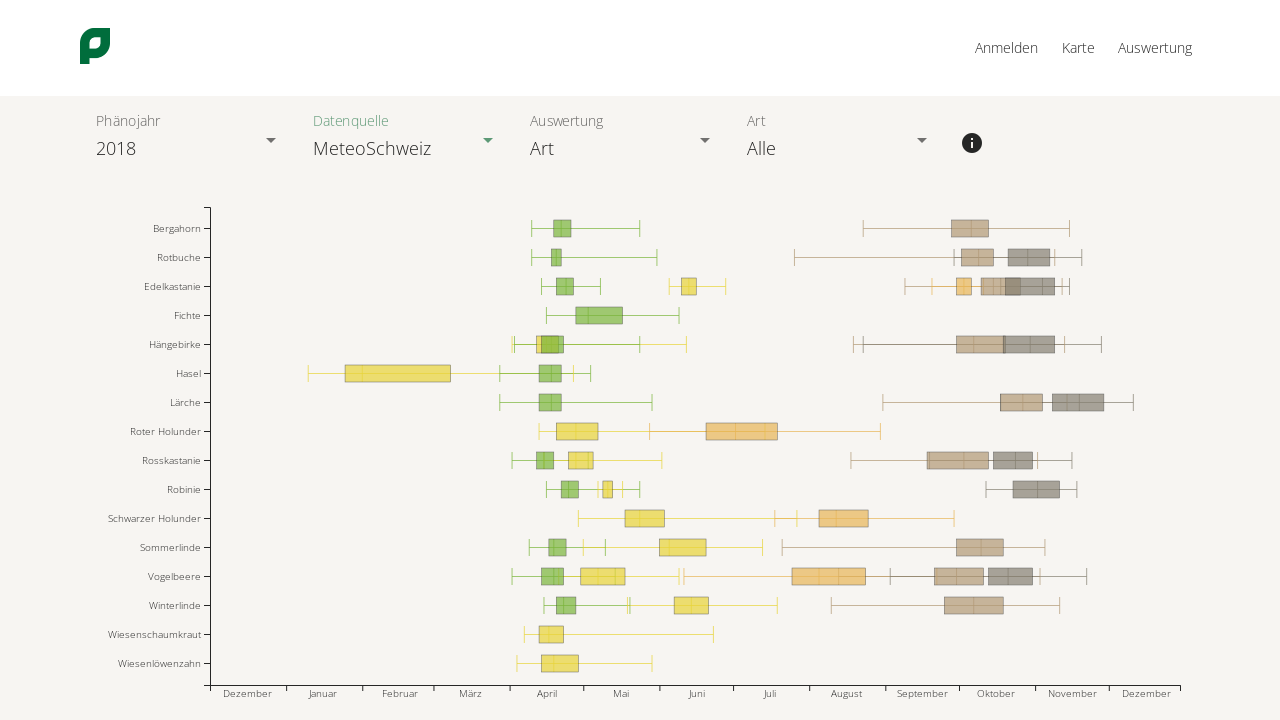 Anmelden Karte Auswertung
Phänojahr Datenquelle Auswertung Art
2018 MeteoSchweiz Art Alle
Bergahorn
Rotbuche
Edelkastanie
Fichte
Hängebirke
Hasel
Lärche
Roter Holunder
Rosskastanie
Robinie
Schwarzer Holunder
Sommerlinde
Vogelbeere
Winterlinde
Wiesenschaumkraut
Wiesenlöwenzahn
Dezember Januar Februar März April Mai Juni Juli August September Oktober November Dezember